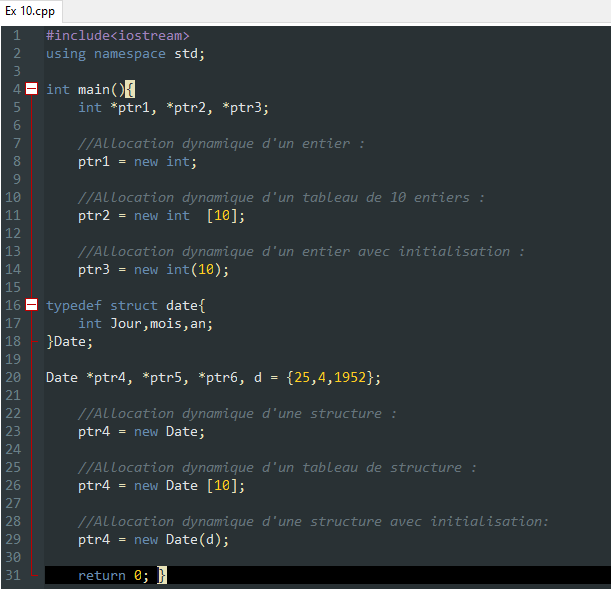 Ex 10.cpp
1 #include<iostream>
2 using namespace std;
3
4 int main(){
5 int *ptr1, *ptr2, *ptr3;
6
7 //Allocation dynamique d'un entier :
8 ptr1 = new int;
9
10 //Allocation dynamique d'un tableau de 10 entiers :
11 ptr2 = new int  [10];
12
13 //Allocation dynamique d'un entier avec initialisation :
14 ptr3 = new int(10);
15
16 typedef struct date{
17 int Jour,mois,an;
18 }Date;
19
20 Date *ptr4, *ptr5, *ptr6, d = {25,4,1952};
21
22 //Allocation dynamique d'une structure :
23 ptr4 = new Date;
24
25 //Allocation dynamique d'un tableau de structure :
26 ptr4 = new Date [10];
27
28 //Allocation dynamique d'une structure avec initialisation:
29 ptr4 = new Date(d);
30
31 return 0; }